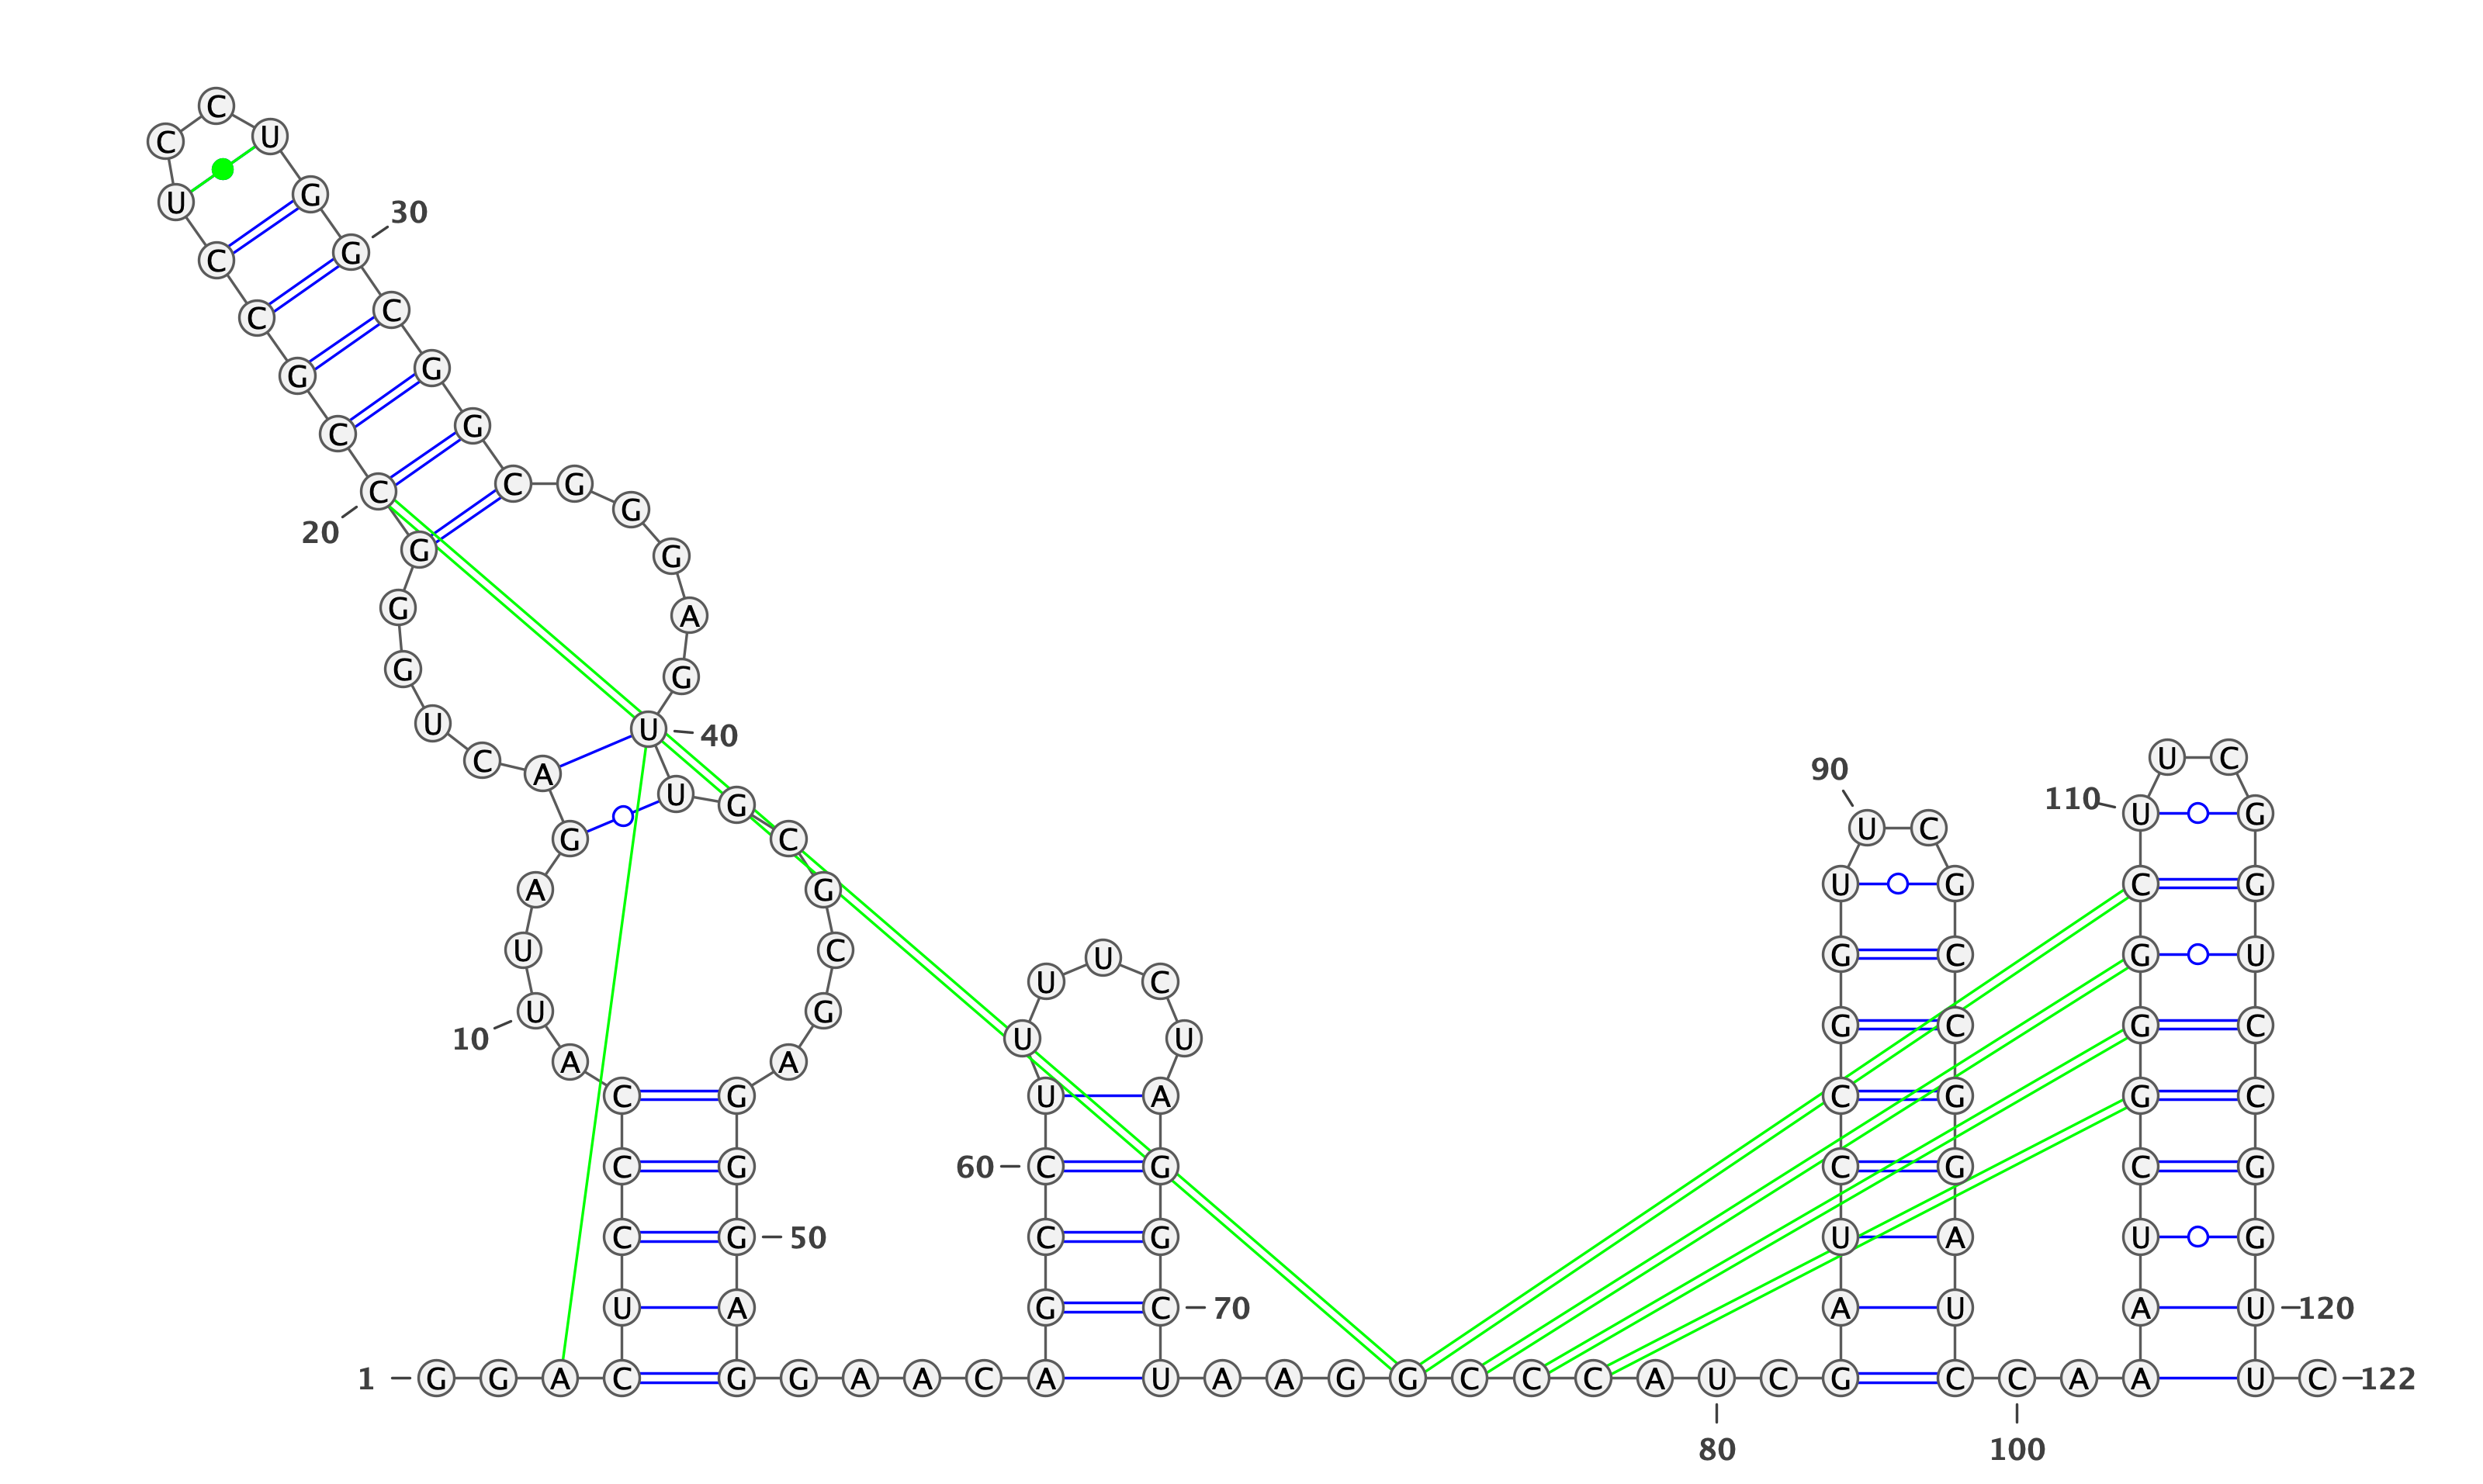 C
C U
U G
30
C G
C C
G G
C G
C C G
G
20
G G
G A
G G
U U 40
U C
C A 90
U G 110 U G
U C
G C
A G U G C G
U C U G C G U
U C
U G G C G C
10 U U
A A
C G U A C G G C
C G 60 C G C G C G
C G 50 C G U A U G
U A G C 70 A U A U 120
1 G G A C G G A A C A U A A G G C C C A U C G C C A A U C 122
80 100